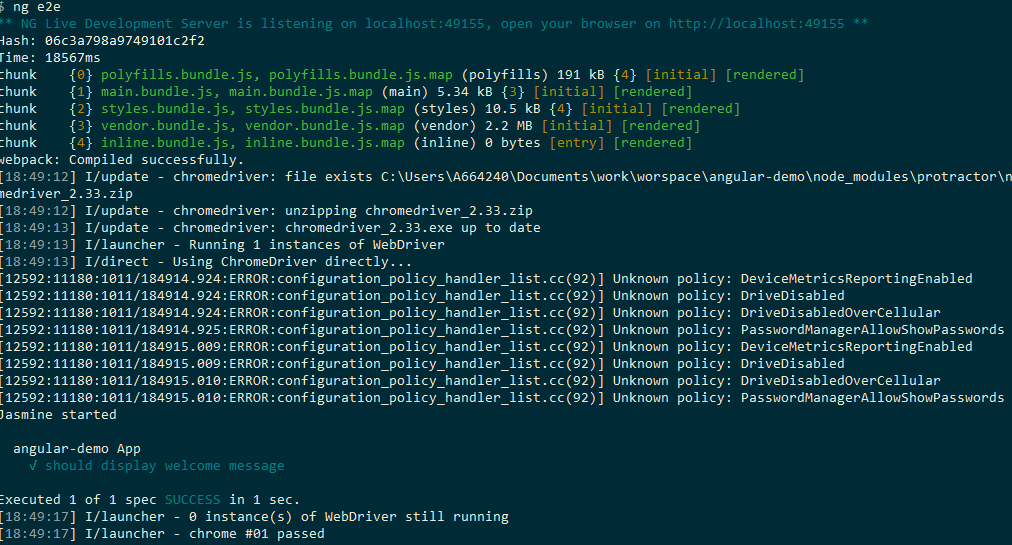 $ ng e2e
** NG Live Development Server is listening on localhost:49155, open your browser on http://localhost:49155 **
Hash: 06c3a798a9749101c2f2
Time: 18567ms
chunk    {0} polyfills.bundle.js, polyfills.bundle.js.map (polyfills) 191 kB {4} [initial] [rendered]
chunk    {1} main.bundle.js, main.bundle.js.map (main) 5.34 kB {3} [initial] [rendered]
chunk    {2} styles.bundle.js, styles.bundle.js.map (styles) 10.5 kB {4} [initial] [rendered]
chunk    {3} vendor.bundle.js, vendor.bundle.js.map (vendor) 2.2 MB [initial] [rendered]
chunk    {4} inline.bundle.js, inline.bundle.js.map (inline) 0 bytes [entry] [rendered]
webpack: Compiled successfully.
[18:49:12] I/update - chromedriver: file exists C:\Users\A664240\Documents\work\worspace\angular-demo\node_modules\protractor\n
medriver_2.33.zip
[18:49:12] I/update - chromedriver: unzipping chromedriver_2.33.zip
[18:49:13] I/update - chromedriver: chromedriver_2.33.exe up to date
[18:49:13] I/launcher - Running 1 instances of WebDriver
[18:49:13] I/direct - Using ChromeDriver directly...
[12592:11180:1011/184914.924:ERROR:configuration_policy_handler_list.cc(92)] Unknown policy: DeviceMetricsReportingEnabled
[12592:11180:1011/184914.924:ERROR:configuration_policy_handler_list.cc(92)] Unknown policy: DriveDisabled
[12592:11180:1011/184914.924:ERROR:configuration_policy_handler_list.cc(92)] Unknown policy: DriveDisabledOverCellular
[12592:11180:1011/184914.925:ERROR:configuration_policy_handler_list.cc(92)] Unknown policy: PasswordManagerAllowShowPasswords
[12592:11180:1011/184915.009:ERROR:configuration_policy_handler_list.cc(92)] Unknown policy: DeviceMetricsReportingEnabled
[12592:11180:1011/184915.009:ERROR:configuration_policy_handler_list.cc(92)] Unknown policy: DriveDisabled
[12592:11180:1011/184915.010:ERROR:configuration_policy_handler_list.cc(92)] Unknown policy: DriveDisabledOverCellular
[12592:11180:1011/184915.010:ERROR:configuration_policy_handler_list.cc(92)] Unknown policy: PasswordManagerAllowShowPasswords
Jasmine started
angular-demo App
√ should display welcome message
Executed 1 of 1 spec SUCCESS in 1 sec.
[18:49:17] I/launcher - 0 instance(s) of WebDriver still running
[18:49:17] I/launcher - chrome #01 passed